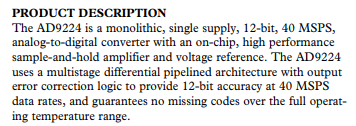 PRODUCT DESCRIPTION
The AD9224 is a monolithic, single supply, 12-bit, 40 MSPS,
analog-to-digital converter with an on-chip, high performance
sample-and-hold amplifier and voltage reference. The AD9224
uses a multistage differential pipelined architecture with output
error correction logic to provide 12-bit accuracy at 40 MSPS
data rates, and guarantees no missing codes over the full operat-
ing temperature range.